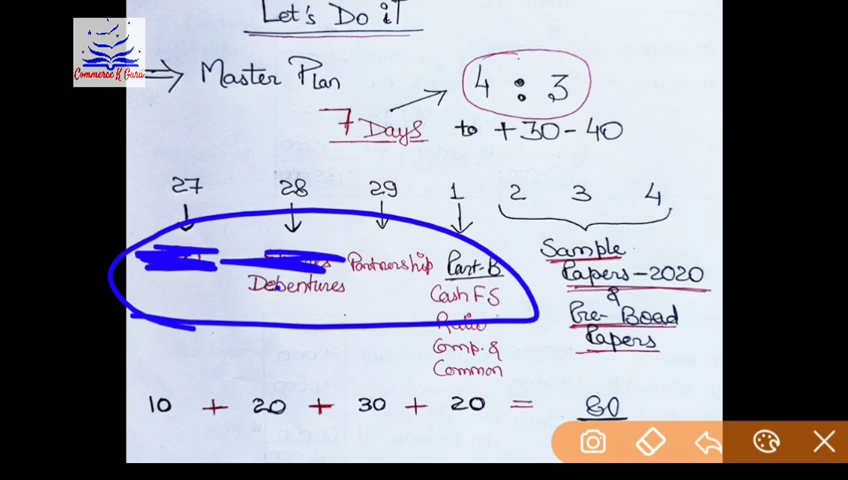 Let's Do iT
Commerce K Guru
⇒ Master Plan
4 : 3
7 Days to +30-40
27 28 29 1 2 3 4
Partnership Part-B
Debentures
Cash FS
Ratio
Comp. &
Common
Sample
Papers-2020
&
Pre-Boad
Papers
10 + 20 + 30 + 20 = 80